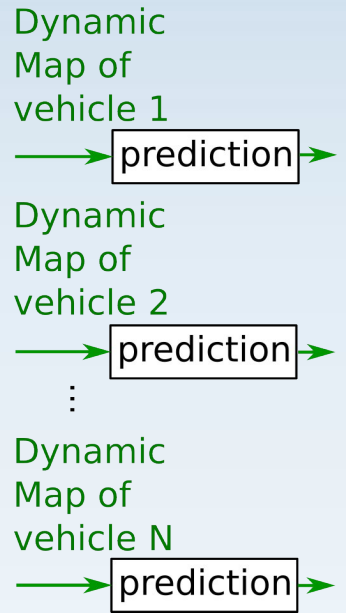 Dynamic
Map of
vehicle 1
prediction
Dynamic
Map of
vehicle 2
prediction
⋮
Dynamic
Map of
vehicle N
prediction